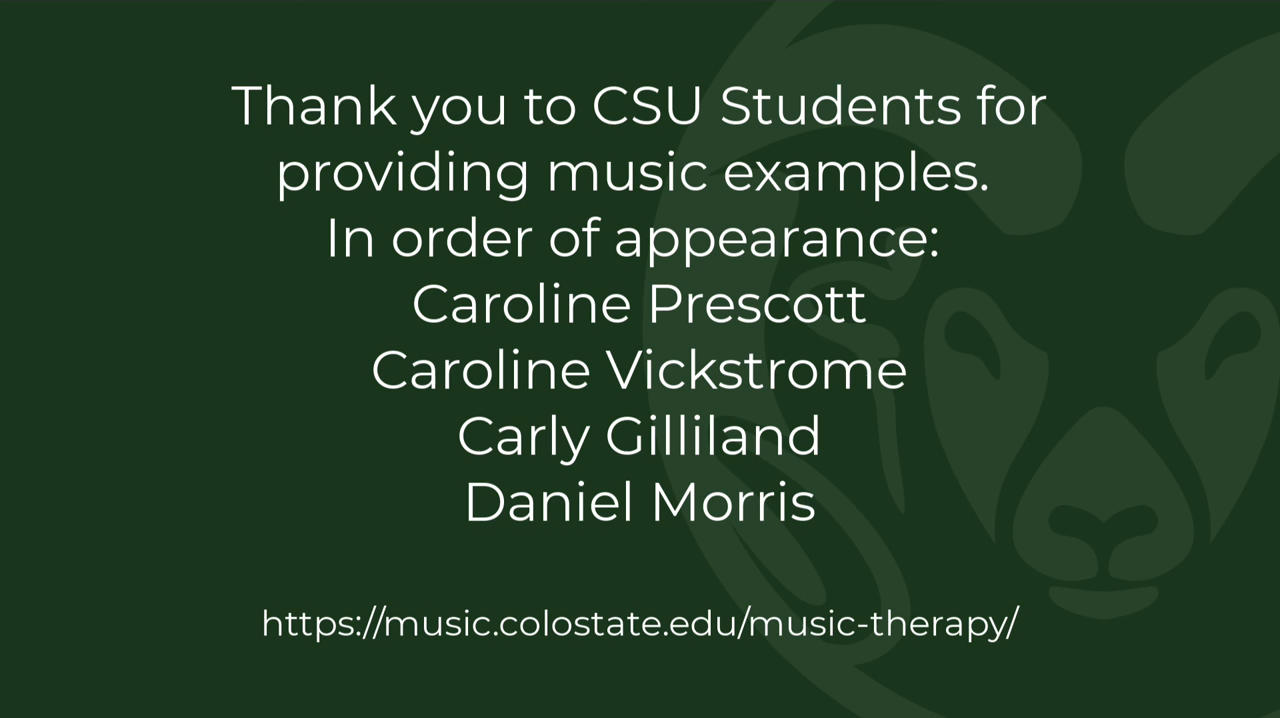 Thank you to CSU Students for
providing music examples.
In order of appearance:
Caroline Prescott
Caroline Vickstrome
Carly Gilliland
Daniel Morris
https://music.colostate.edu/music-therapy/